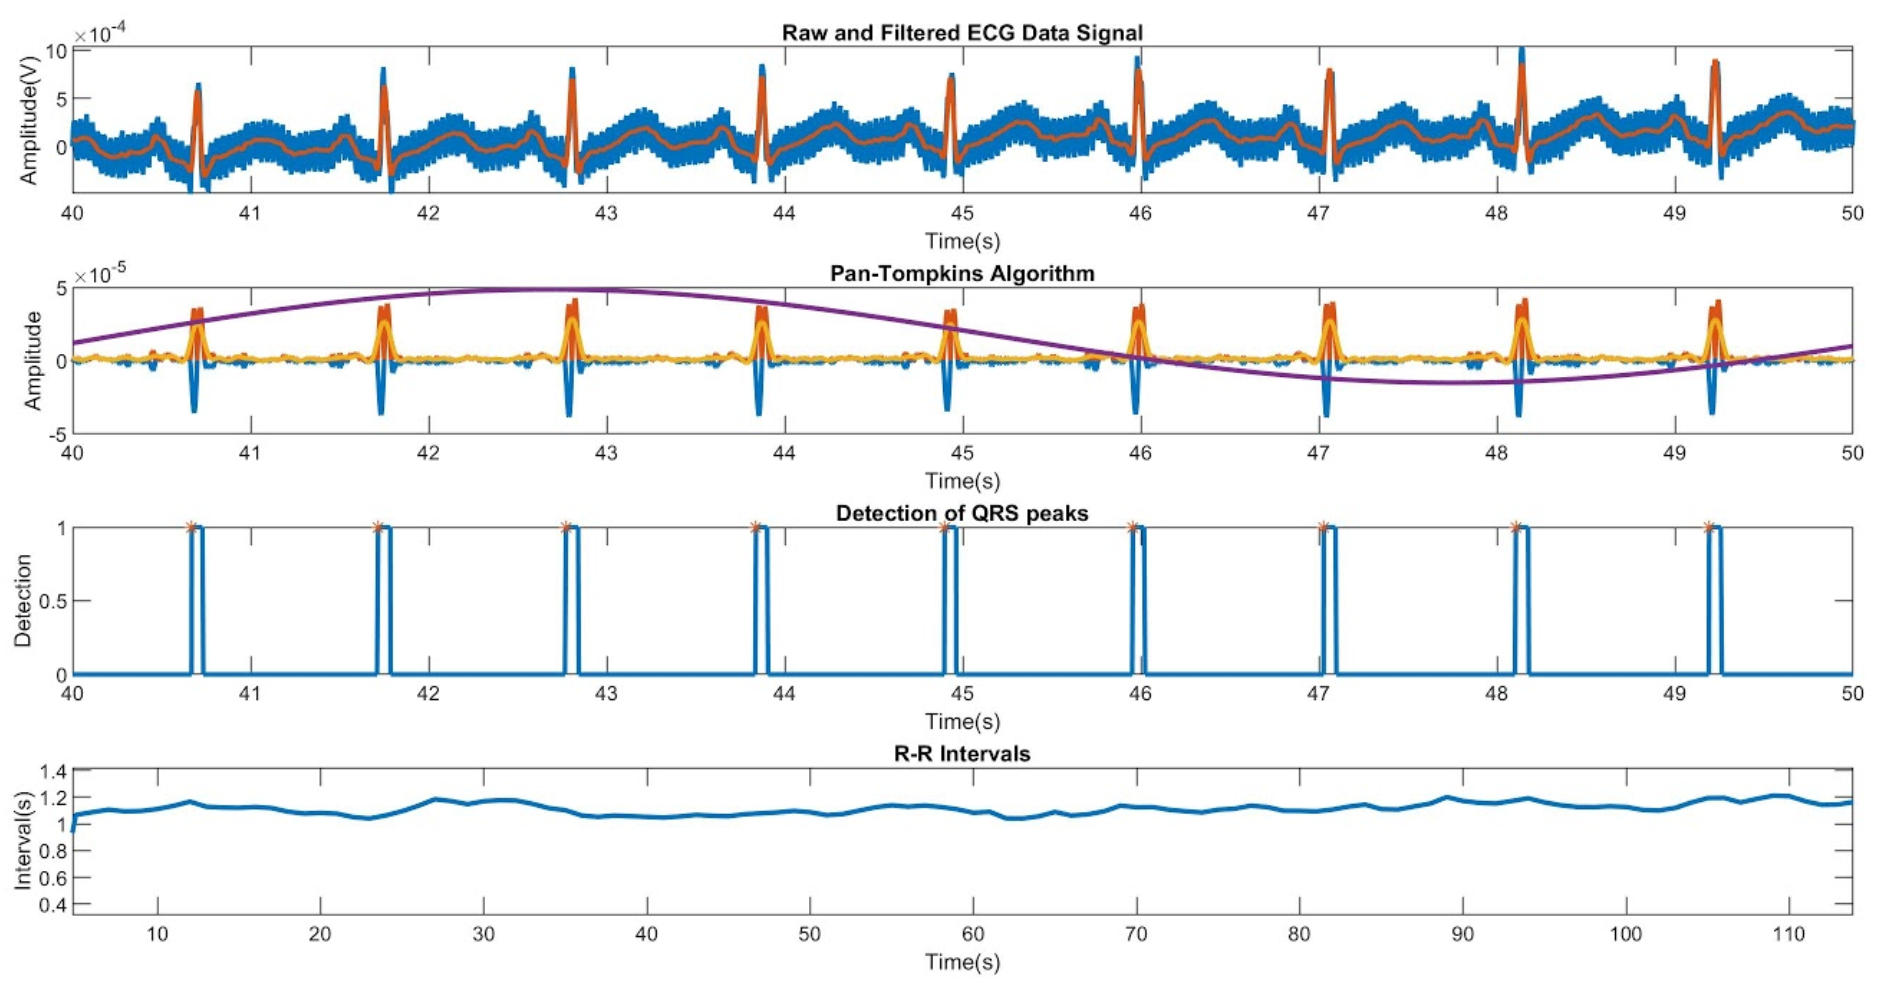 Raw and Filtered ECG Data Signal
×10-4
10
5
0
Amplitude(V)
40 41 42 43 44 45 46 47 48 49 50
Time(s)
Pan-Tompkins Algorithm
×10-5
5
0
-5
Amplitude
40 41 42 43 44 45 46 47 48 49 50
Time(s)
Detection of QRS peaks
1
0.5
0
Detection
40 41 42 43 44 45 46 47 48 49 50
Time(s)
R-R Intervals
1.4
1.2
1
0.8
0.6
0.4
Interval(s)
10 20 30 40 50 60 70 80 90 100 110
Time(s)